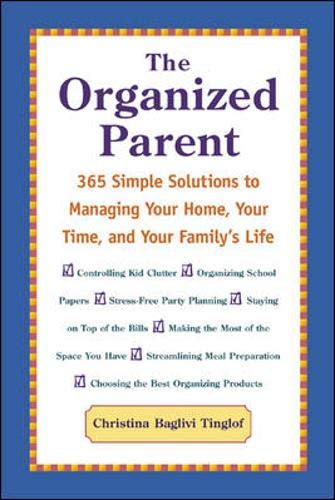 The
Organized
Parent
365 Simple Solutions to
Managing Your Home, Your
Time, and Your Family's Life
☑ Controlling Kid Clutter ☑ Organizing School
Papers ☑ Stress-Free Party Planning ☑ Staying
on Top of the Bills ☑ Making the Most of the
Space You Have ☑ Streamlining Meal Preparation
☑ Choosing the Best Organizing Products
Christina Baglivi Tinglof